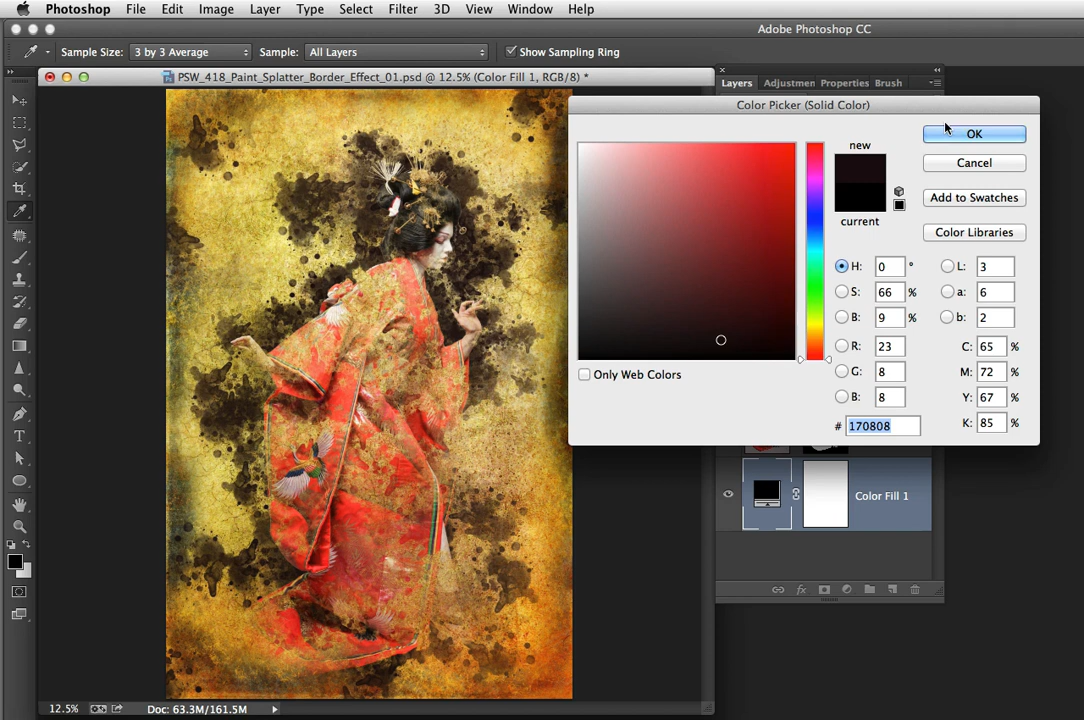 Photoshop File Edit Image Layer Type Select Filter 3D View Window Help
Adobe Photoshop CC
Sample Size: 3 by 3 Average Sample: All Layers Show Sampling Ring
PSW_418_Paint_Splatter_Border_Effect_01.psd @ 12.5% (Color Fill 1, RGB/8) *
Layers Adjustmen Properties Brush
Color Picker (Solid Color)
OK
new
Cancel
Add to Swatches
current
Color Libraries
H: 0 ° L: 3
S: 66 % a: 6
B: 9 % b: 2
R: 23 C: 65 %
G: 8 M: 72 %
Only Web Colors
B: 8 Y: 67 %
# 170808 K: 85 %
Color Fill 1
T
fx
12.5% Doc: 63.3M/161.5M